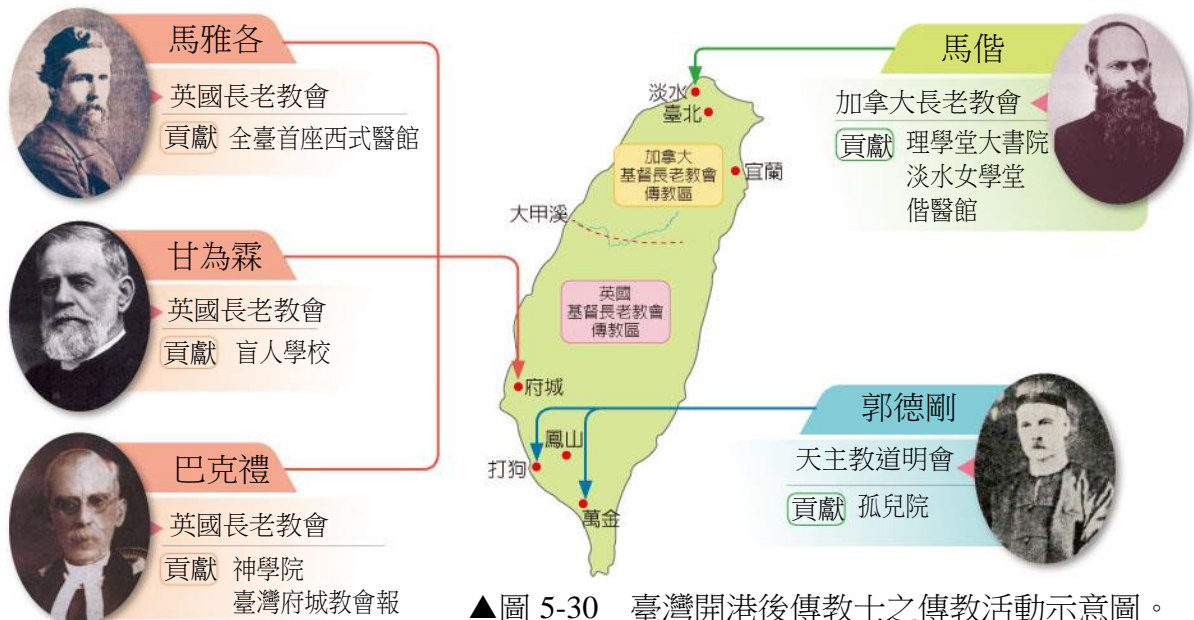 馬雅各
英國長老教會
貢獻 全臺首座西式醫館
甘為霖
英國長老教會
貢獻 盲人學校
巴克禮
英國長老教會
貢獻 神學院
臺灣府城教會報
淡水
臺北
加拿大
基督長老教會
傳教區
宜蘭
大甲溪
英國
基督長老教會
傳教區
府城
鳳山
打狗
萬金
馬偕
加拿大長老教會
貢獻 理學堂大書院
淡水女學堂
偕醫館
郭德剛
天主教道明會
貢獻 孤兒院
▲圖 5-30 臺灣開港後傳教士之傳教活動示意圖。